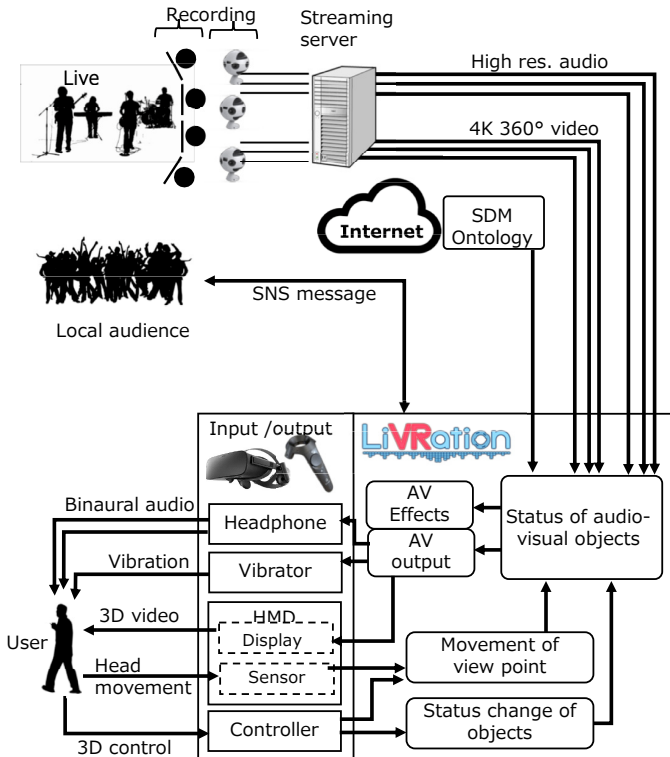 Recording
Streaming
server
Live
High res. audio
4K 360° video
Internet
SDM
Ontology
SNS message
Local audience
Input /output
LiVRation
Binaural audio
Headphone
AV
Effects
Status of audio-
visual objects
AV
output
Vibration
Vibrator
HMD
3D video
Display
User
Head
movement
Sensor
Movement of
view point
Controller
Status change of
objects
3D control